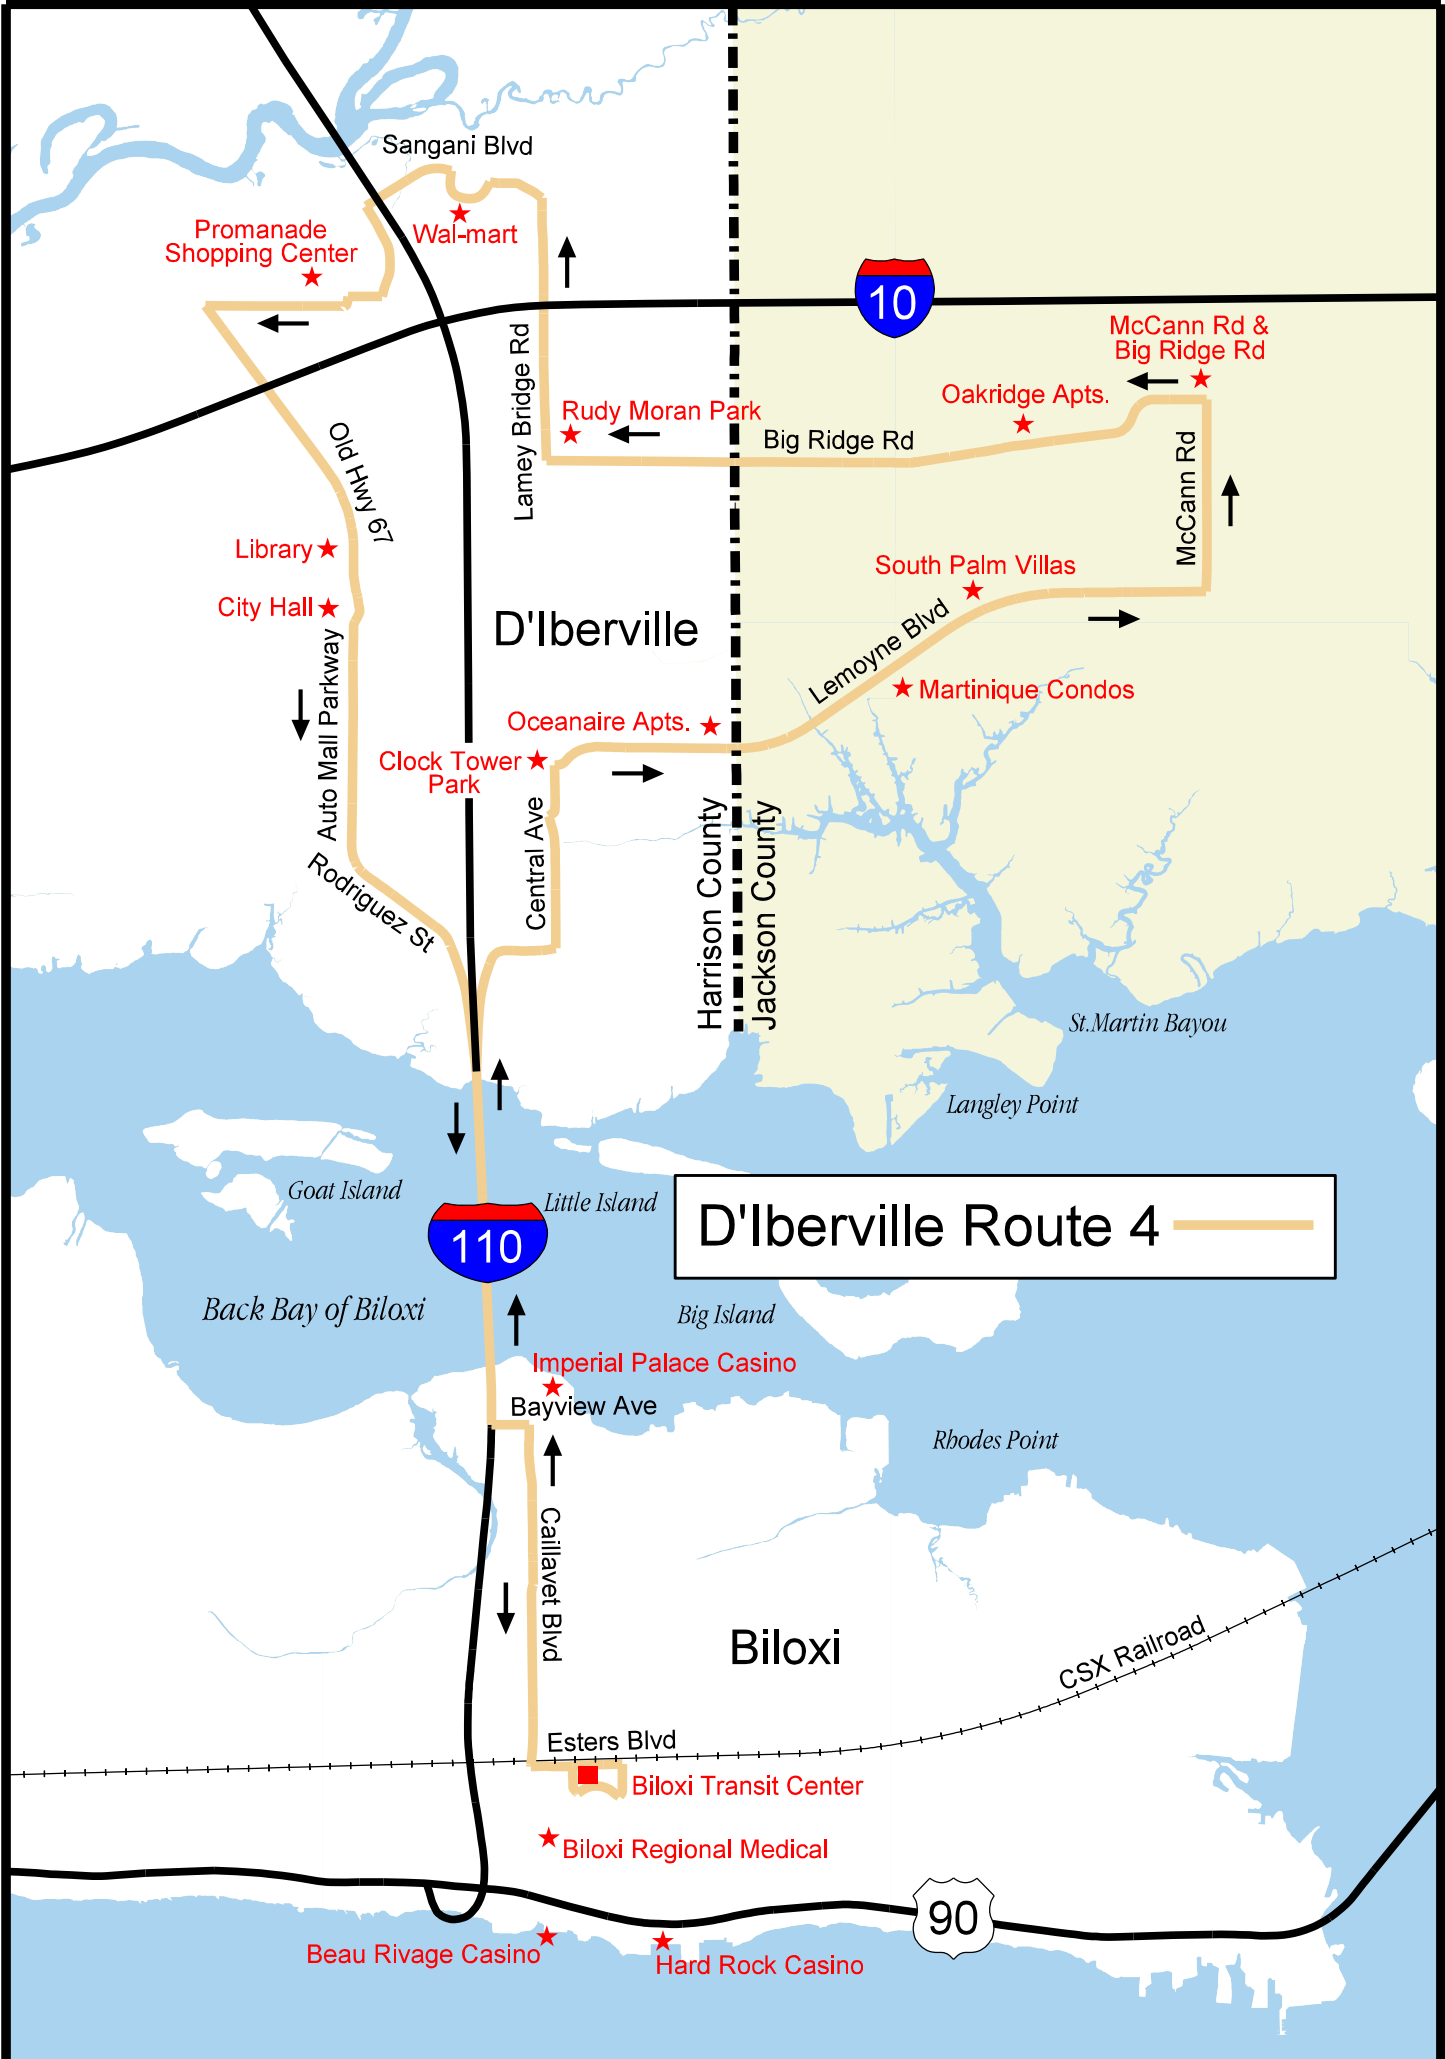 Sangani Blvd
Promanade
Shopping Center
Wal-mart
10
McCann Rd &
Big Ridge Rd
Lamey Bridge Rd
Oakridge Apts.
Rudy Moran Park
Big Ridge Rd
Old Hwy 67
McCann Rd
Library
South Palm Villas
City Hall
D'Iberville
Lemoyne Blvd
Auto Mall Parkway
Martinique Condos
Oceanaire Apts.
Clock Tower
Park
Central Ave
Harrison County
Jackson County
Rodriguez St
St.Martin Bayou
Langley Point
Goat Island
Little Island
D'Iberville Route 4
110
Back Bay of Biloxi
Big Island
Imperial Palace Casino
Bayview Ave
Rhodes Point
Caillavet Blvd
Biloxi
CSX Railroad
Esters Blvd
Biloxi Transit Center
Biloxi Regional Medical
90
Beau Rivage Casino
Hard Rock Casino